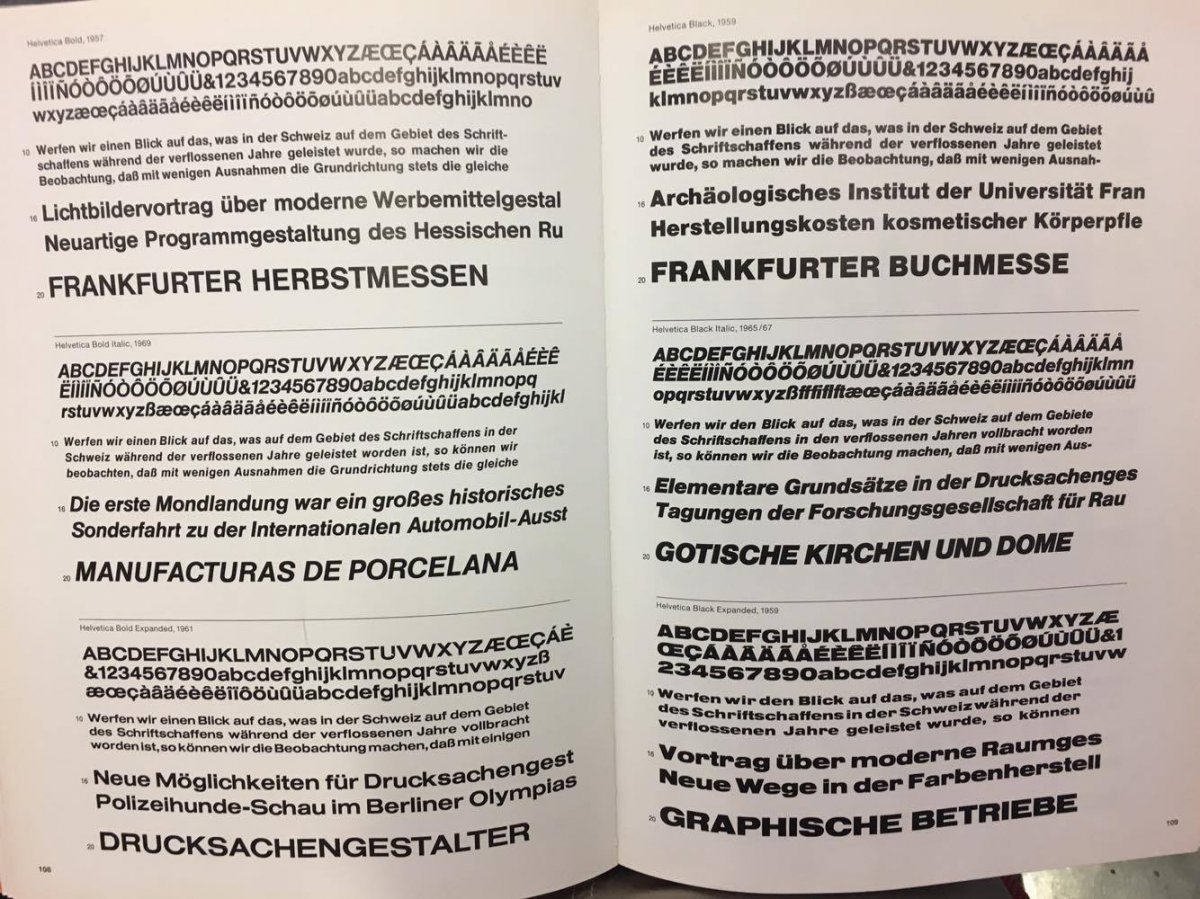 Helvetica Bold, 1957
ABCDEFGHIJKLMNOPQRSTUVWXYZÆŒÇÁÀÂÄÃÅÉÈÊË
ÍÌÎÏÑÓÒÔÖÕØÚÙÛÜ&1234567890abcdefghijklmnopqrstuv
wxyzæœçáàâäãåéèêëíìîïñóòôöõøúùûüabcdefghijklmno
10 Werfen wir einen Blick auf das, was in der Schweiz auf dem Gebiet des Schrift-
schaffens während der verflossenen Jahre geleistet wurde, so machen wir die
Beobachtung, daß mit wenigen Ausnahmen die Grundrichtung stets die gleiche
16 Lichtbildervortrag über moderne Werbemittelgestal
Neuartige Programmgestaltung des Hessischen Ru
20 FRANKFURTER HERBSTMESSEN
Helvetica Bold Italic, 1969
ABCDEFGHIJKLMNOPQRSTUVWXYZÆŒÇÁÀÂÄÃÅÉÈÊ
ËÍÌÎÏÑÓÒÔÖÕØÚÙÛÜ&1234567890abcdefghijklmnopq
rstuvwxyzßæœçáàâäãåéèêëíìîïñóòôöõøúùûüabcdefghijkl
10 Werfen wir einen Blick auf das, was auf dem Gebiet des Schriftschaffens in der
Schweiz während der verflossenen Jahre geleistet worden ist, so können wir
beobachten, daß mit wenigen Ausnahmen die Grundrichtung stets die gleiche
16 Die erste Mondlandung war ein großes historisches
Sonderfahrt zu der Internationalen Automobil-Ausst
20 MANUFACTURAS DE PORCELANA
Helvetica Bold Expanded, 1961
ABCDEFGHIJKLMNOPQRSTUVWXYZÆŒÇÁÈ
&1234567890abcdefghijklmnopqrstuvwxyzß
æœçàâäéèêëîïôöùûüabcdefghijklmnopqrstuv
10 Werfen wir einen Blick auf das, was in der Schweiz auf dem Gebiet
des Schriftschaffens während der verflossenen Jahre vollbracht
worden ist, so können wir die Beobachtung machen, daß mit einigen
16 Neue Möglichkeiten für Drucksachengest
Polizeihunde-Schau im Berliner Olympias
20 DRUCKSACHENGESTALTER
108
Helvetica Black, 1959
ABCDEFGHIJKLMNOPQRSTUVWXYZÆŒÇÁÀÂÄÃÅ
ÉÈÊËÍÌÎÏÑÓÒÔÖÕØÚÙÛÜ&1234567890abcdefghij
klmnopqrstuvwxyzßæœçáàâäãåéèêëíìîïñóòôöõøúùû
10 Werfen wir einen Blick auf das, was in der Schweiz auf dem Gebiet
des Schriftschaffens während der verflossenen Jahre geleistet
wurde, so machen wir die Beobachtung, daß mit wenigen Ausnah-
16 Archäologisches Institut der Universität Fran
Herstellungskosten kosmetischer Körperpfle
20 FRANKFURTER BUCHMESSE
Helvetica Black Italic, 1965/67
ABCDEFGHIJKLMNOPQRSTUVWXYZÆŒÇÁÀÂÄÃÅ
ÉÈÊËÍÌÎÏÑÓÒÔÖÕØÚÙÛÜ&1234567890abcdefghijklmn
opqrstuvwxyzßfffiflftæœçáàâäãåéèêëíìîïñóòôöõøúùûü
10 Werfen wir den Blick auf das, was in der Schweiz auf dem Gebiete
des Schriftschaffens in den verflossenen Jahren vollbracht worden
ist, so können wir die Beobachtung machen, daß mit wenigen Aus-
16 Elementare Grundsätze in der Drucksachenges
Tagungen der Forschungsgesellschaft für Rau
20 GOTISCHE KIRCHEN UND DOME
Helvetica Black Expanded, 1959
ABCDEFGHIJKLMNOPQRSTUVWXYZÆ
ŒÇÁÀÂÄÃÅÉÈÊËÍÌÎÏÑÓÒÔÖÕØÚÙÛÜ&1
234567890abcdefghijklmnopqrstuvw
10 Werfen wir den Blick auf das, was auf dem Gebiet
des Schriftschaffens in der Schweiz während der
verflossenen Jahre geleistet wurde, so können
16 Vortrag über moderne Raumges
Neue Wege in der Farbenherstell
20 GRAPHISCHE BETRIEBE
109